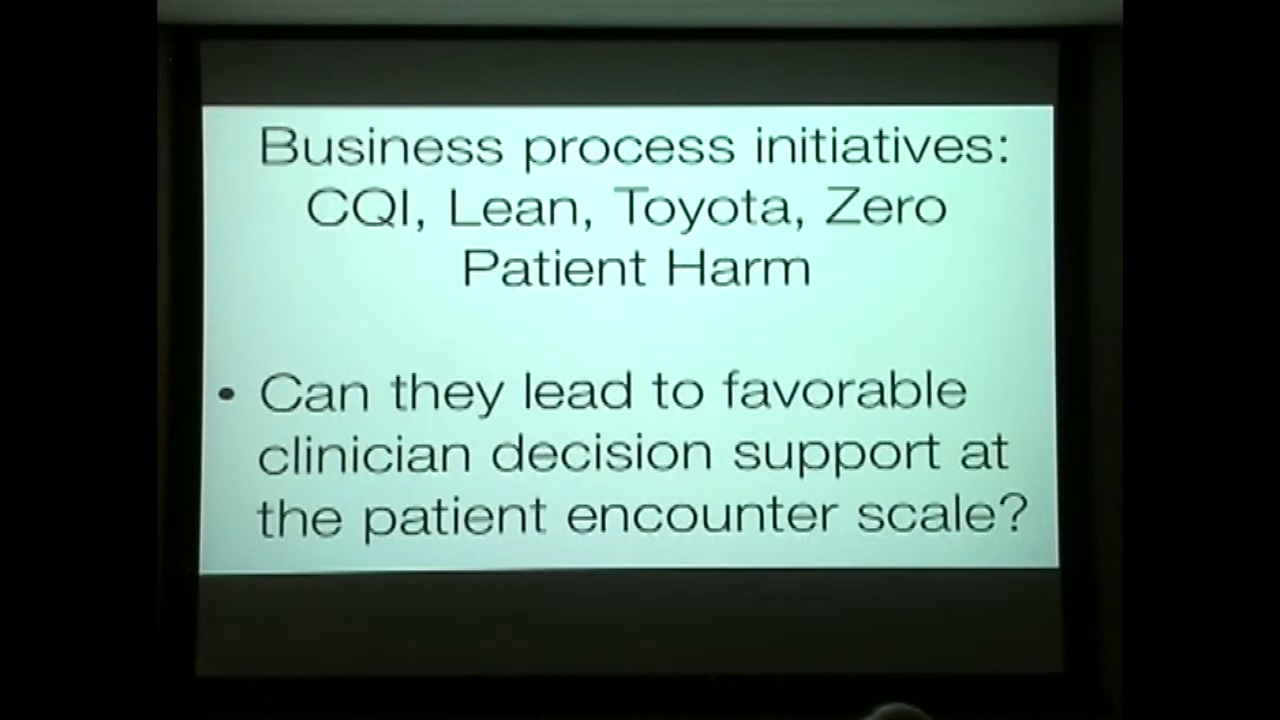 Business process initiatives:
CQI, Lean, Toyota, Zero
Patient Harm
• Can they lead to favorable
clinician decision support at
the patient encounter scale?